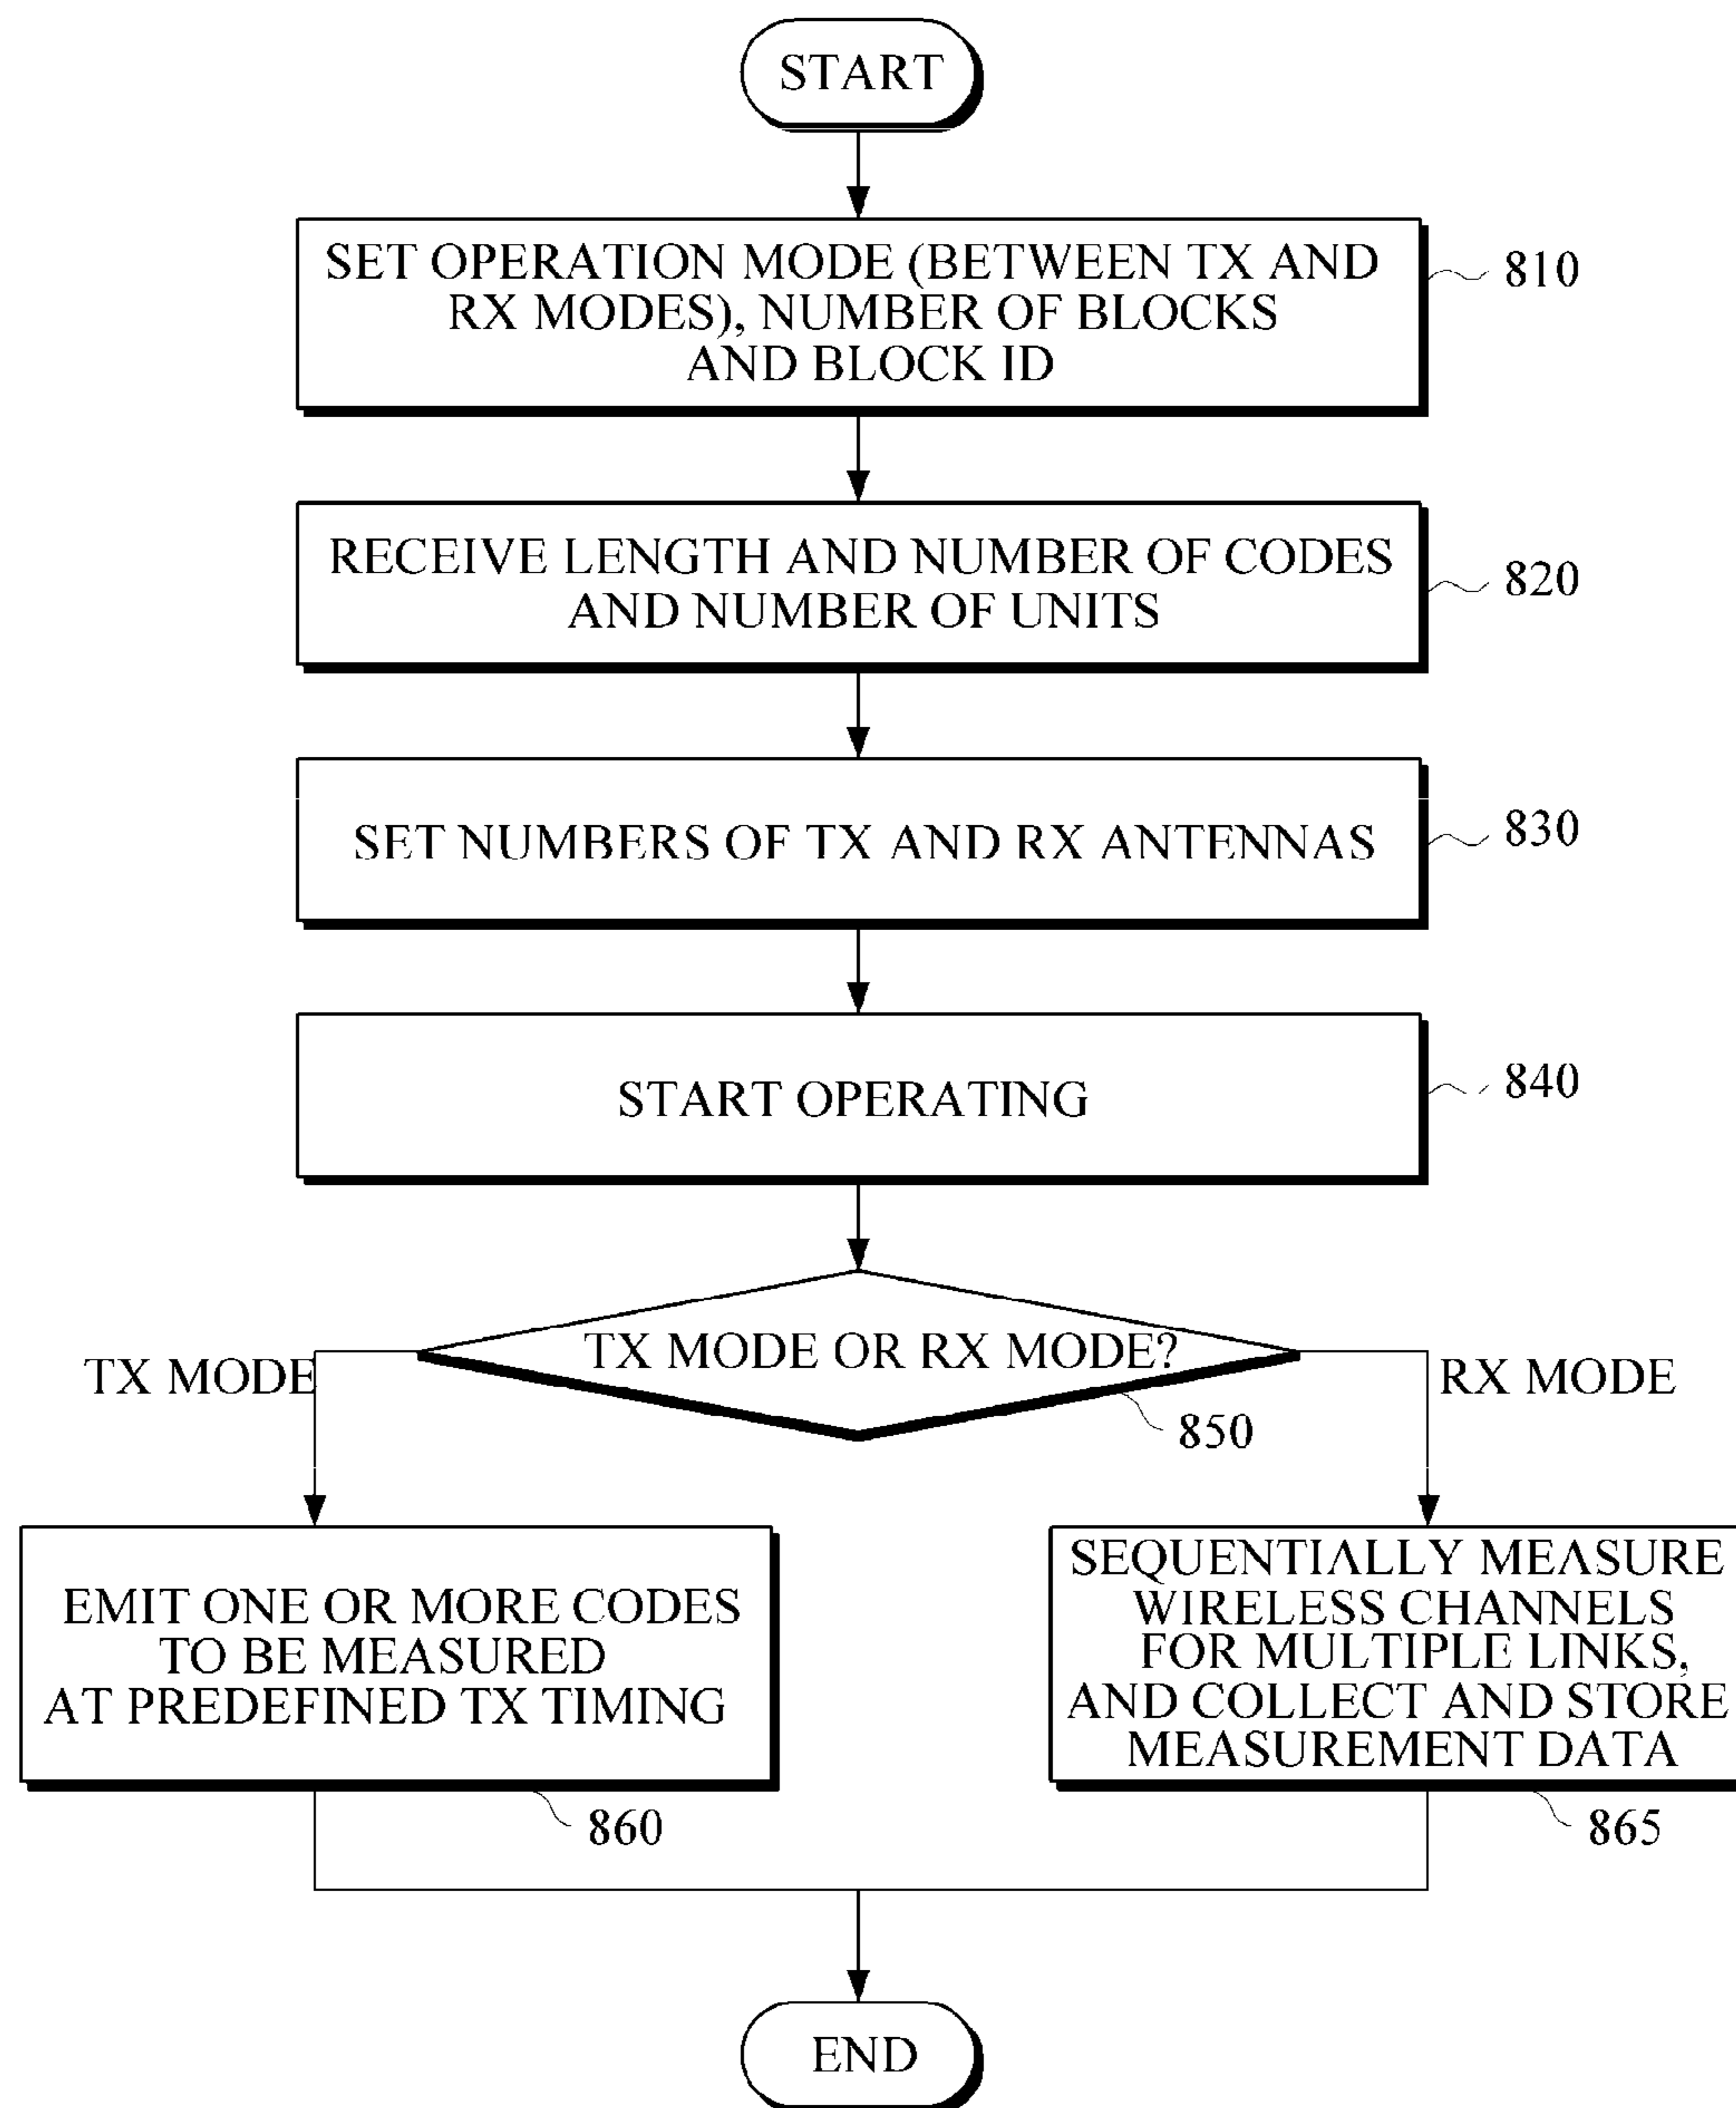 START
SET OPERATION MODE (BETWEEN TX AND
RX MODES), NUMBER OF BLOCKS
AND BLOCK ID
810
RECEIVE LENGTH AND NUMBER OF CODES
AND NUMBER OF UNITS
820
SET NUMBERS OF TX AND RX ANTENNAS
830
START OPERATING
840
TX MODE OR RX MODE?
TX MODE
RX MODE
850
EMIT ONE OR MORE CODES
TO BE MEASURED
AT PREDEFINED TX TIMING
860
SEQUENTIALLY MEASURE
WIRELESS CHANNELS
FOR MULTIPLE LINKS,
AND COLLECT AND STORE
MEASUREMENT DATA
865
END